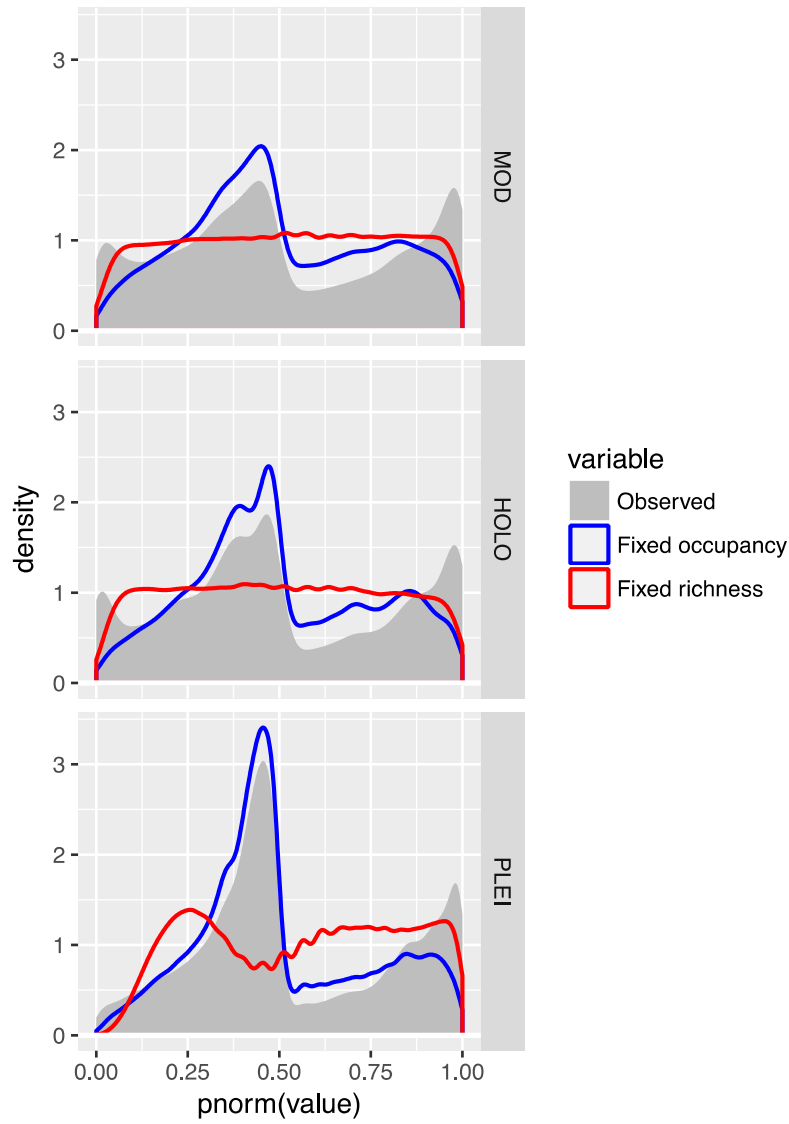 3
2
1
0
MOD
3
2
1
0
HOLO
3
2
1
0
PLEI
0.00 0.25 0.50 0.75 1.00
pnorm(value)
density
variable
Observed
Fixed occupancy
Fixed richness